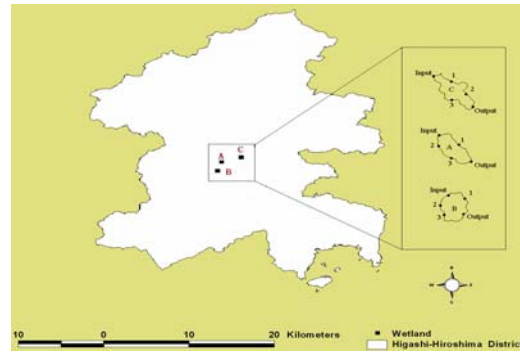 Input 1
C 2
3 Output
Input
1
2 A
3 Output
Input 1
2 B
3 Output
A C
B
10 0 10 20 Kilometers
Wetland
Higashi-Hiroshima District
N
W E
S